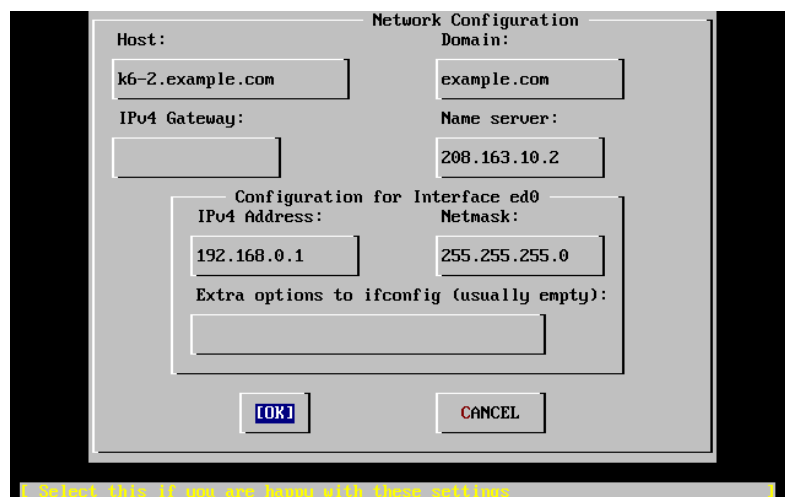 Network Configuration
Host: Domain:
k6-2.example.com example.com
IPv4 Gateway: Name server:
208.163.10.2
Configuration for Interface ed0
IPv4 Address: Netmask:
192.168.0.1 255.255.255.0
Extra options to ifconfig (usually empty):
[OK] CANCEL
[ Select this if you are happy with these settings ]